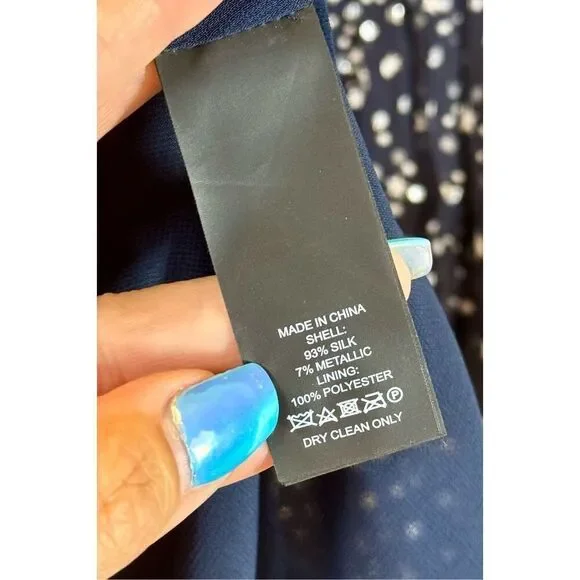 MADE IN CHINA
SHELL:
93% SILK
7% METALLIC
LINING:
100% POLYESTER
P
DRY CLEAN ONLY